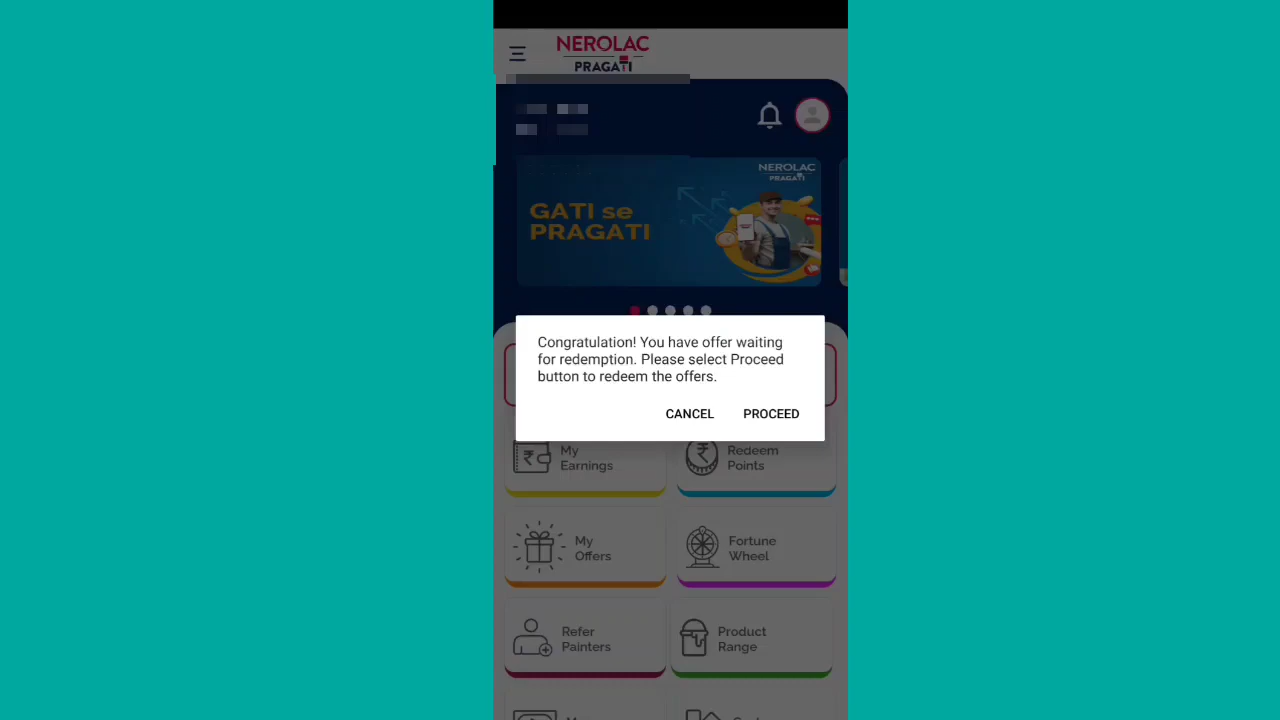 NEROLAC
PRAGATI
NEROLAC
PRAGATI
GATI se
PRAGATI
Congratulation! You have offer waiting
for redemption. Please select Proceed
button to redeem the offers.
CANCEL PROCEED
My
Earnings
Redeem
Points
My
Offers
Fortune
Wheel
Refer
Painters
Product
Range